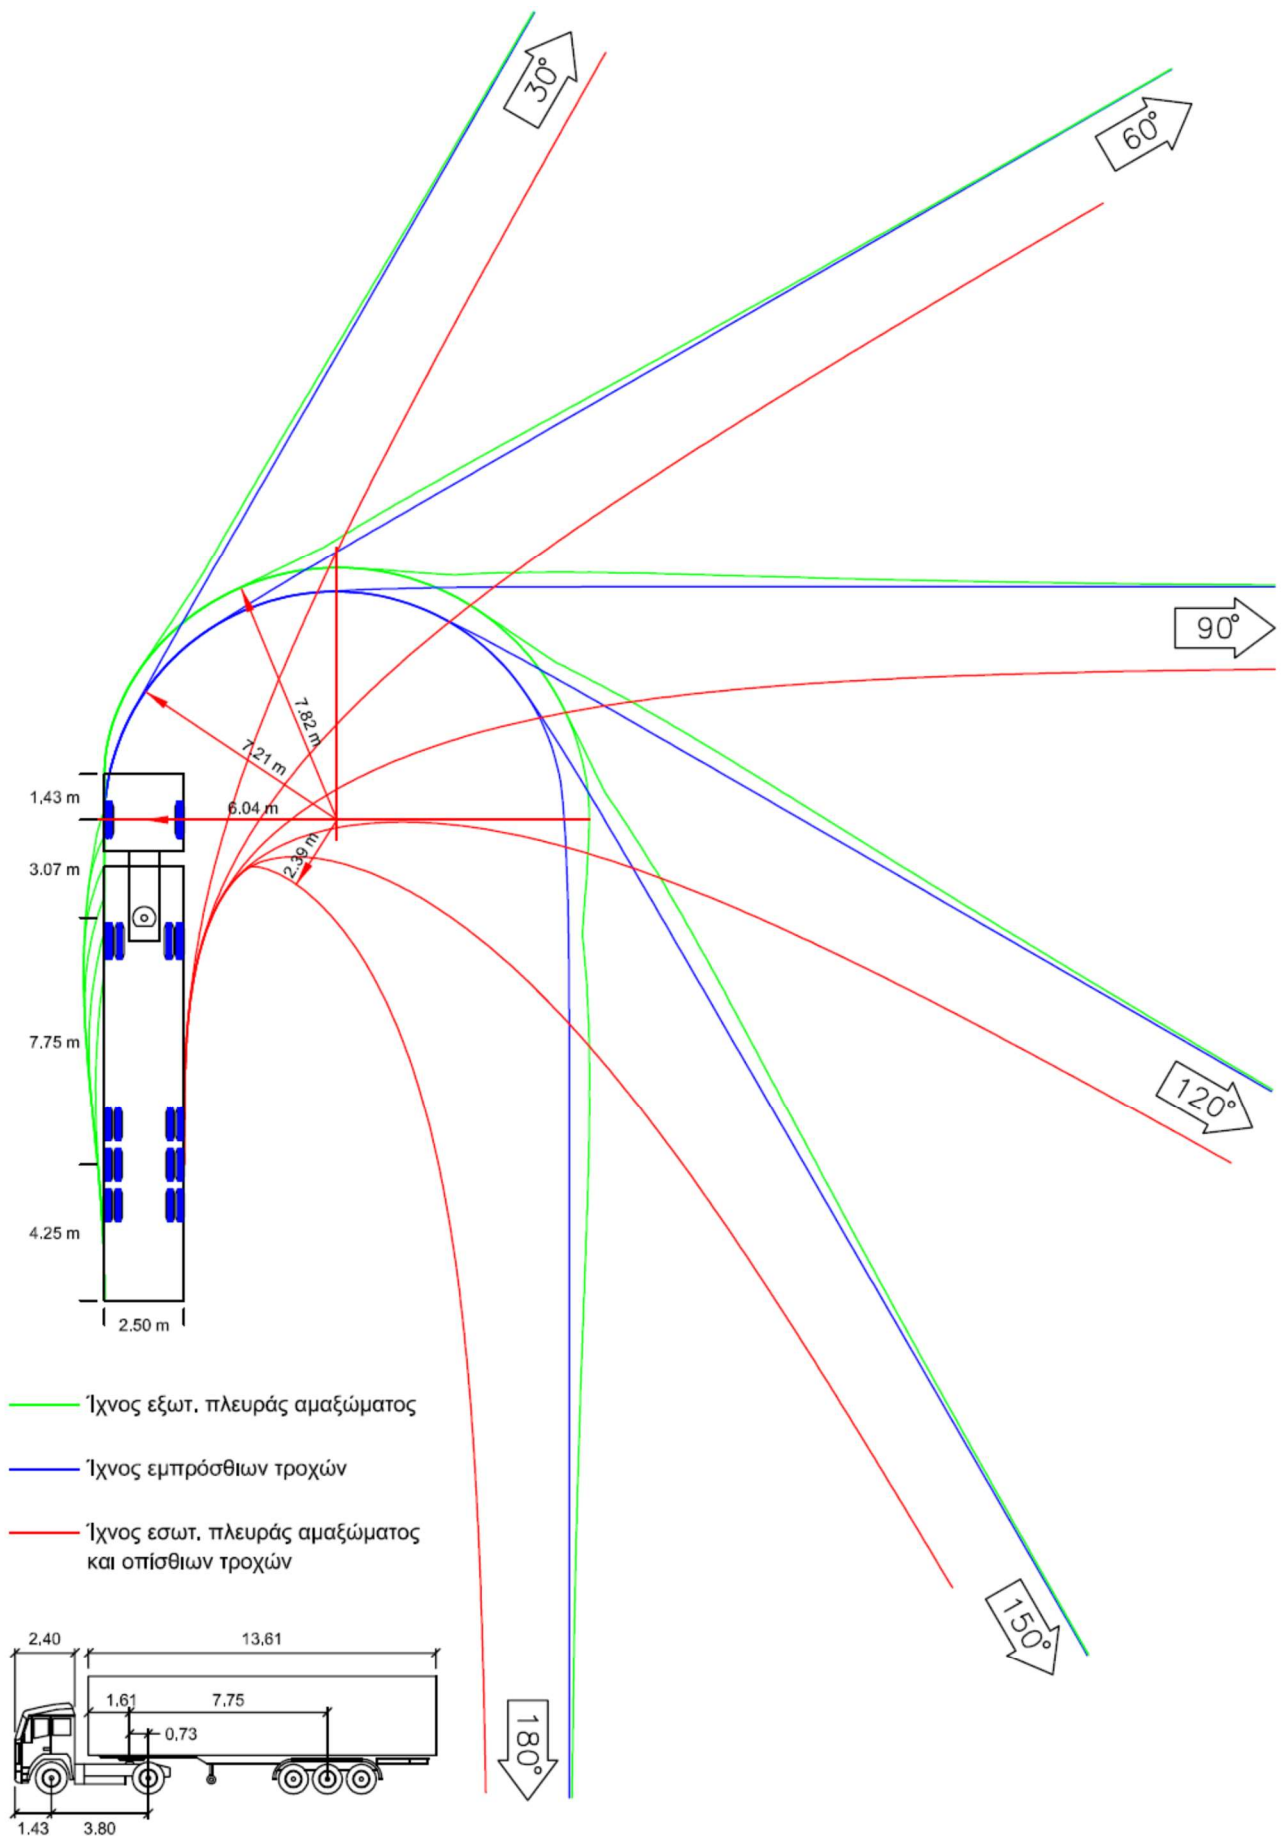 30°
60°
90°
7.82 m
7.21 m
1,43 m
6.04 m
3.07 m
2.39 m
7.75 m
120°
4.25 m
2.50 m
Ίχνος εξωτ. πλευράς αμαξώματος
Ίχνος εμπρόσθιων τροχών
Ίχνος εσωτ. πλευράς αμαξώματος
και οπίσθιων τροχών
150°
180°
2,40
13,61
1,61
7,75
0,73
1.43
3.80